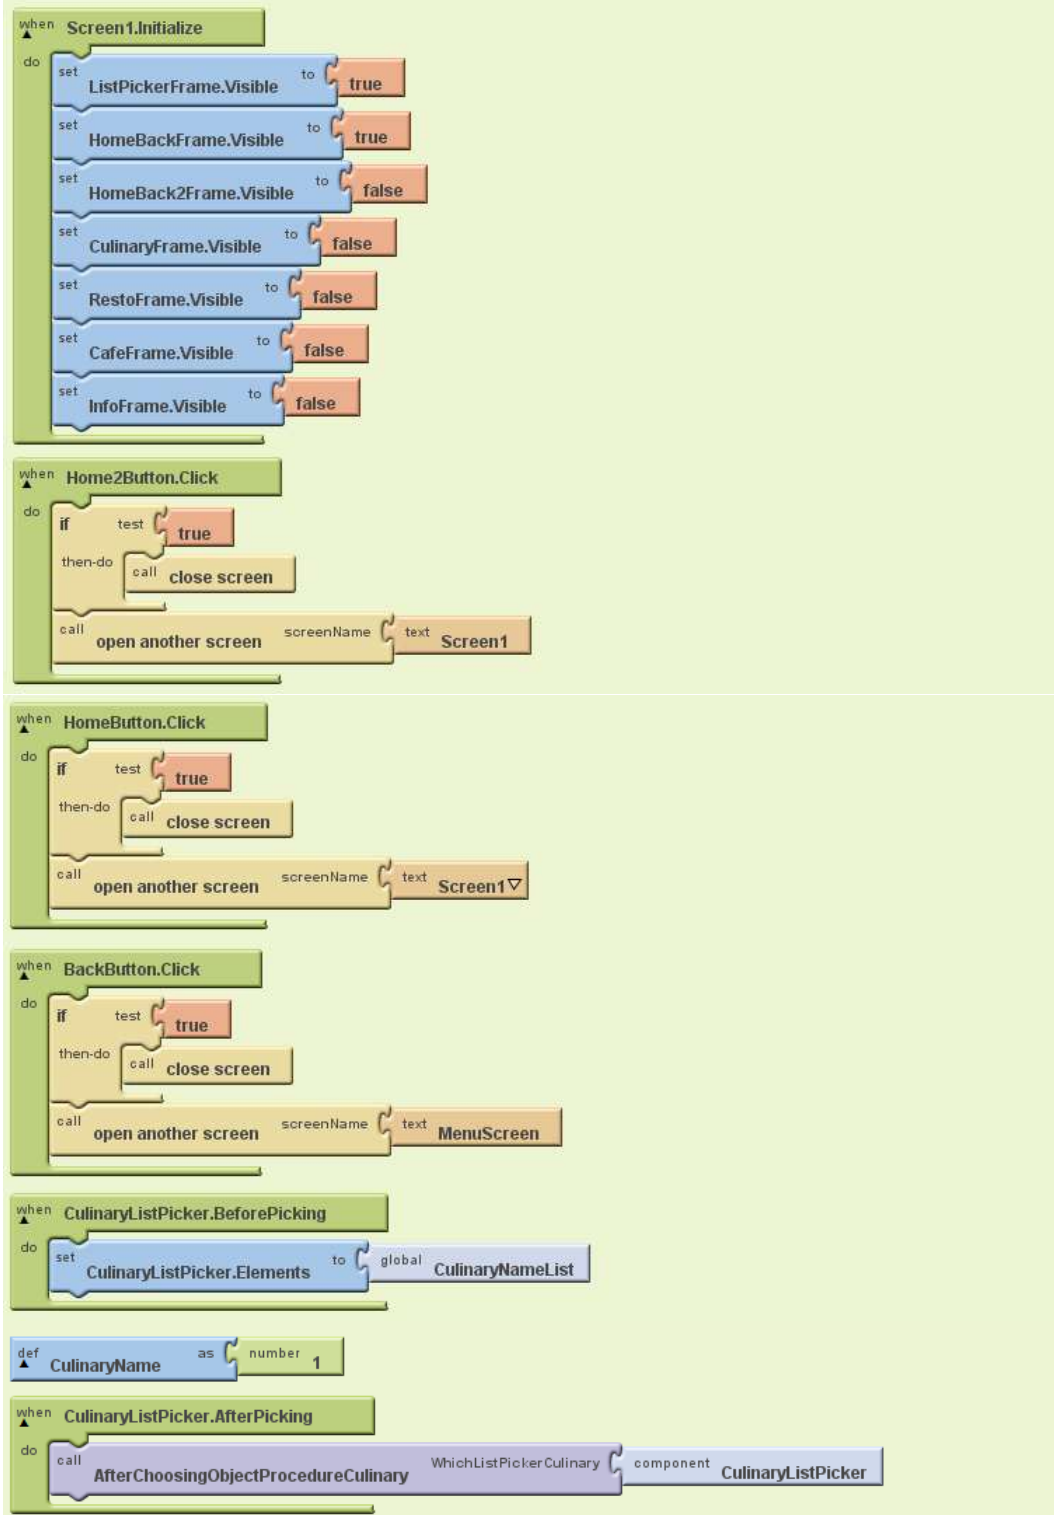 when Screen1.Initialize
do
set ListPickerFrame.Visible to true
set HomeBackFrame.Visible to true
set HomeBack2Frame.Visible to false
set CulinaryFrame.Visible to false
set RestoFrame.Visible to false
set CafeFrame.Visible to false
set InfoFrame.Visible to false
when Home2Button.Click
do if test true
then-do call close screen
call open another screen screenName text Screen1
when HomeButton.Click
do if test true
then-do call close screen
call open another screen screenName text Screen1
when BackButton.Click
do if test true
then-do call close screen
call open another screen screenName text MenuScreen
when CulinaryListPicker.BeforePicking
do set CulinaryListPicker.Elements to global CulinaryNameList
def CulinaryName as number 1
when CulinaryListPicker.AfterPicking
do call AfterChoosingObjectProcedureCulinary WhichListPickerCulinary component CulinaryListPicker